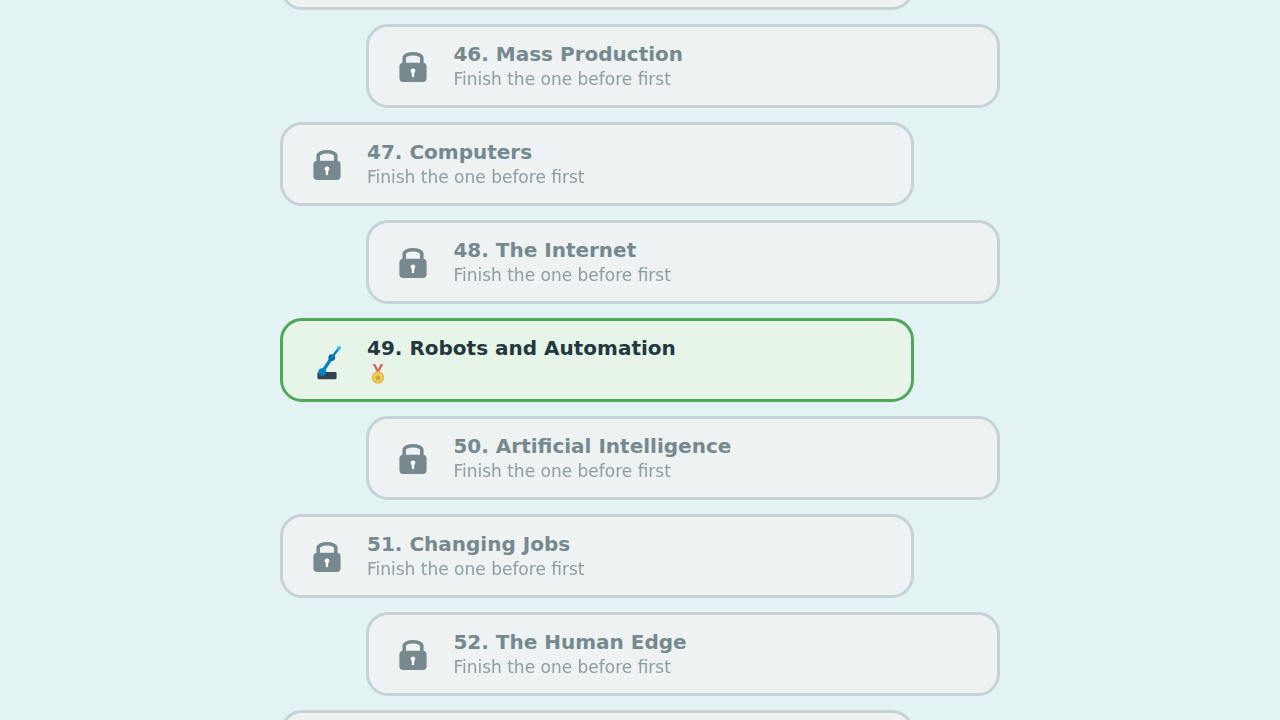 46. Mass Production
Finish the one before first
47. Computers
Finish the one before first
48. The Internet
Finish the one before first
49. Robots and Automation
50. Artificial Intelligence
Finish the one before first
51. Changing Jobs
Finish the one before first
52. The Human Edge
Finish the one before first